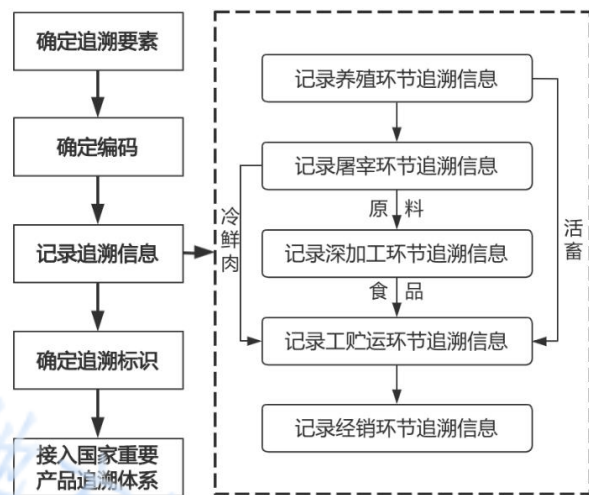 确定追溯要素
确定编码
记录追溯信息
确定追溯标识
接入国家重要
产品追溯体系
记录养殖环节追溯信息
记录屠宰环节追溯信息
原 料
冷鲜肉
活畜
记录深加工环节追溯信息
食 品
记录工贮运环节追溯信息
记录经销环节追溯信息